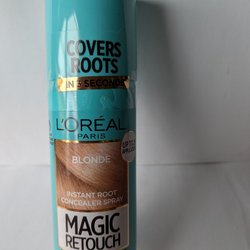 COVERS
ROOTS
IN 3 SECONDS
L'ORÉAL
PARIS
BLONDE
INSTANT ROOT
CONCEALER SPRAY
MAGIC
RETOUCH